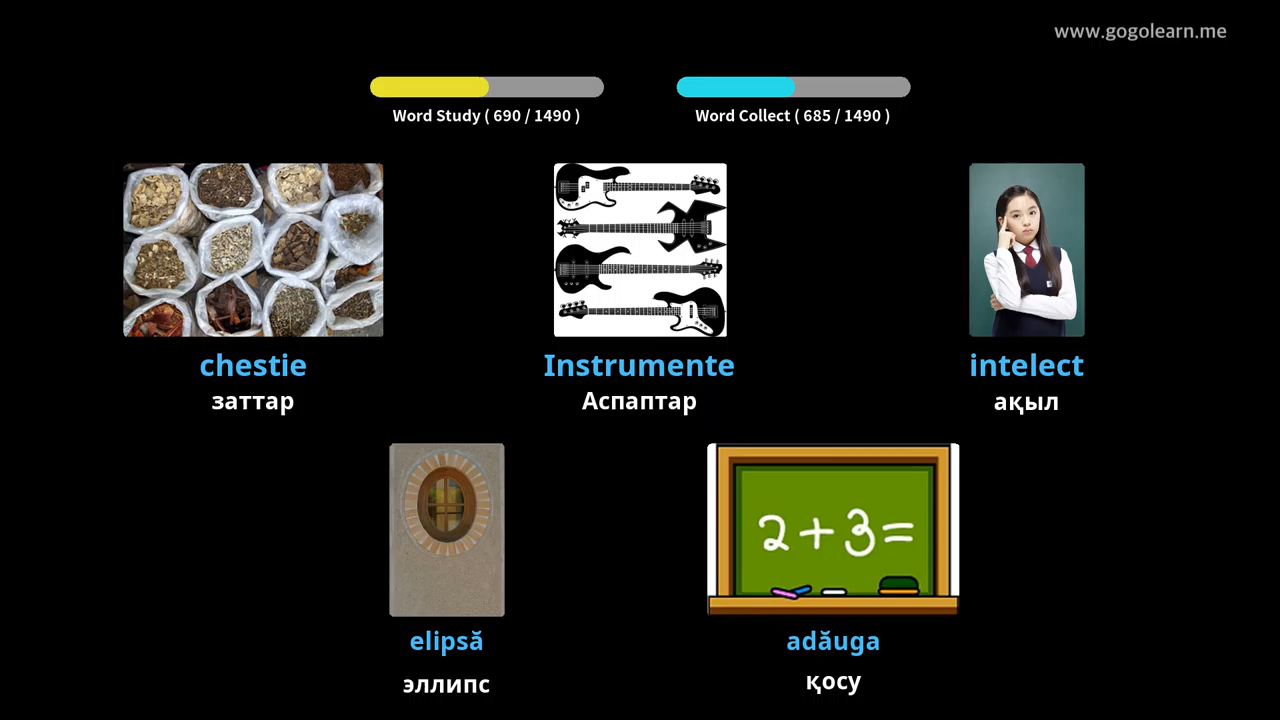 www.gogolearn.me
Word Study ( 690 / 1490 )
Word Collect ( 685 / 1490 )
chestie
заттар
Instrumente
Аспаптар
intelect
ақыл
2+3=
elipsă
эллипс
adăuga
қосу